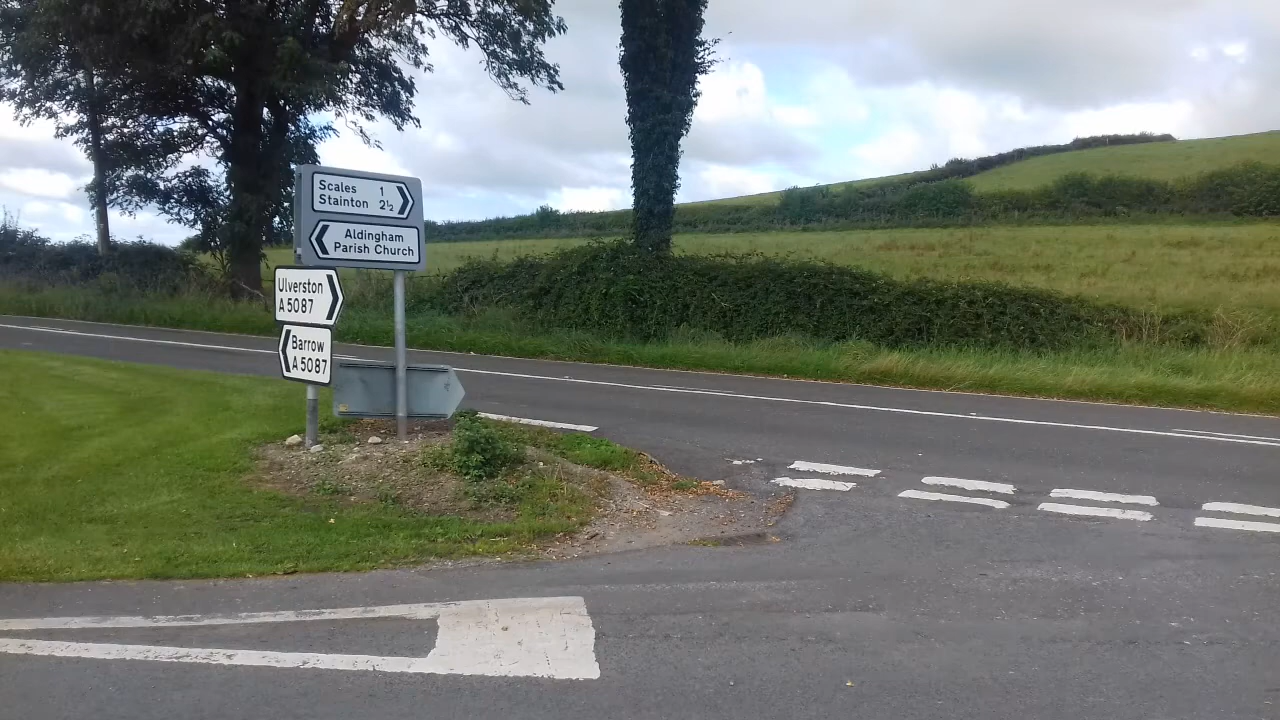 Scales 1
Stainton 2½
Aldingham
Parish Church
Ulverston
A 5087
Barrow
A 5087